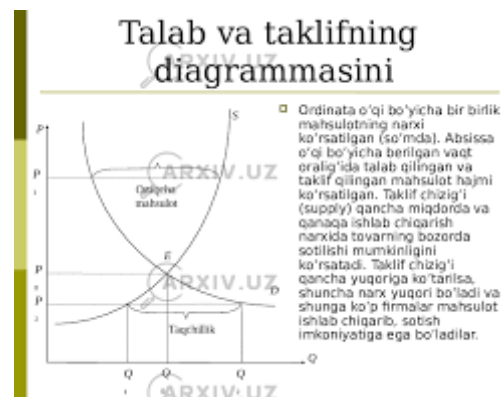 Talab va taklifning
diagrammasini
ARXIV.UZ
Ordinata o‘qi bo‘yicha bir birlik
mahsulotning narxi
ko‘rsatilgan (so‘mda). Absissa
o‘qi bo‘yicha berilgan vaqt
oralig‘ida talab qilingan va
taklif qilingan mahsulot hajmi
ko‘rsatilgan. Taklif chizig‘i
(supply) qancha miqdorda va
qanaqa ishlab chiqarish
narxida tovarning bozorda
sotilishi mumkinligini
ko‘rsatadi. Taklif chizig‘i
qancha yuqoriga ko‘tarilsa,
shuncha narx yuqori bo‘ladi va
shunga ko‘p firmalar mahsulot
ishlab chiqarib, sotish
imkoniyatiga ega bo‘ladilar.
P
S
P
ARXIV.UZ
Ortiqcha
mahsulot
E
P
ARXIV.UZ
D
P
Taqchillik
Q
Q
Q
Q
ARXIV.UZ